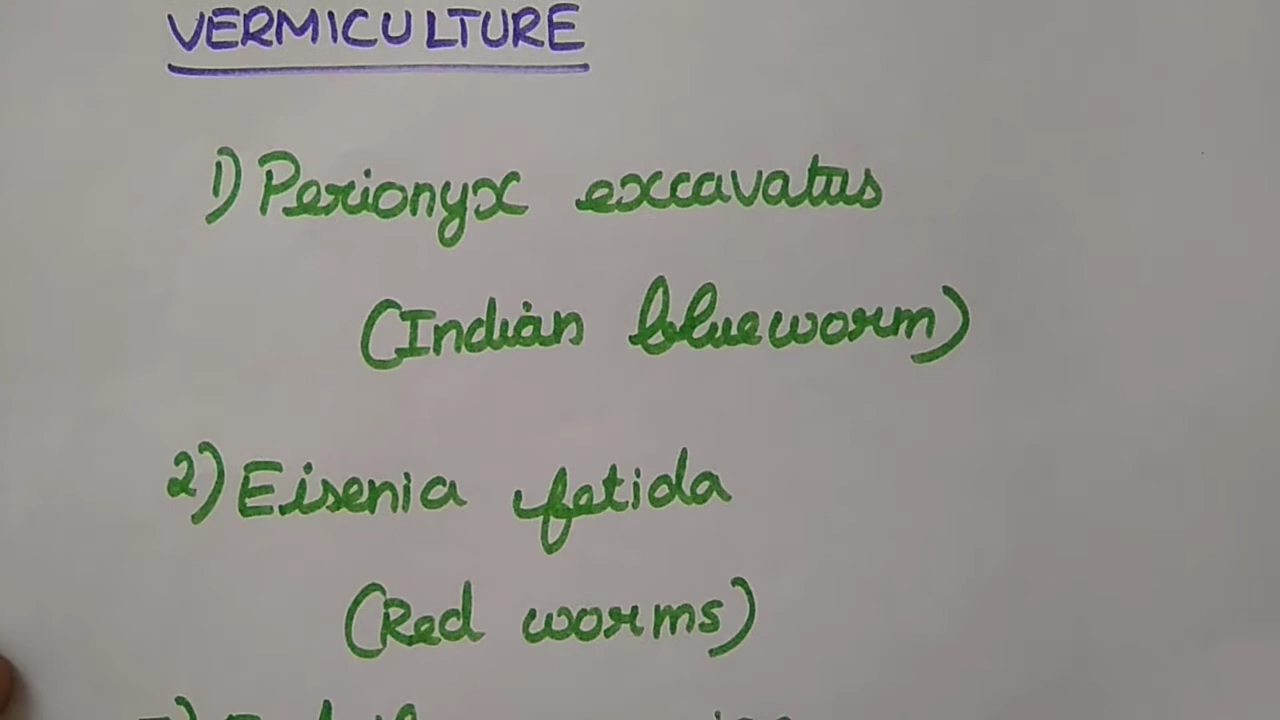 VERMICULTURE
1) Perionyx excavatus
(Indian blueworm)
2) Eisenia fetida
(Red worms)